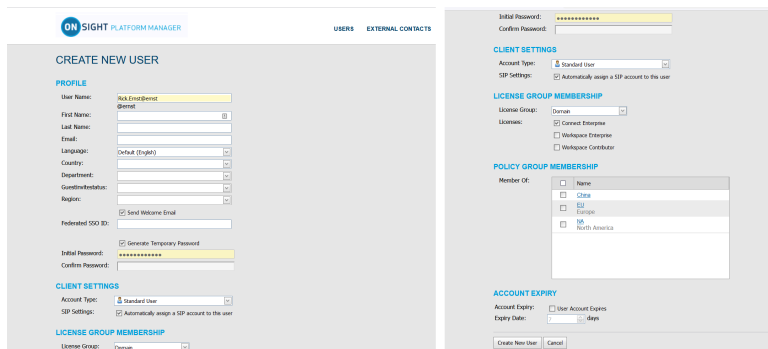 ON SIGHT PLATFORM MANAGER
USERS EXTERNAL CONTACTS
CREATE NEW USER
PROFILE
User Name: Rick.Ernst@ernst
@ernst
First Name:
Last Name:
Email:
Language: Default (English)
Country:
Department:
Guestinvitestatus:
Region:
Send Welcome Email
Federated SSO ID:
Generate Temporary Password
Initial Password:
Confirm Password:
CLIENT SETTINGS
Account Type: Standard User
SIP Settings: Automatically assign a SIP account to this user
LICENSE GROUP MEMBERSHIP
License Group: Domain
Initial Password:
Confirm Password:
CLIENT SETTINGS
Account Type: Standard User
SIP Settings: Automatically assign a SIP account to this user
LICENSE GROUP MEMBERSHIP
License Group: Domain
Licenses: Connect Enterprise
Workspace Enterprise
Workspace Contributor
POLICY GROUP MEMBERSHIP
Member Of: Name
China
EU
Europe
NA
North America
ACCOUNT EXPIRY
Account Expiry: User Account Expres
Expiry Date: 7 days
Create New User Cancel